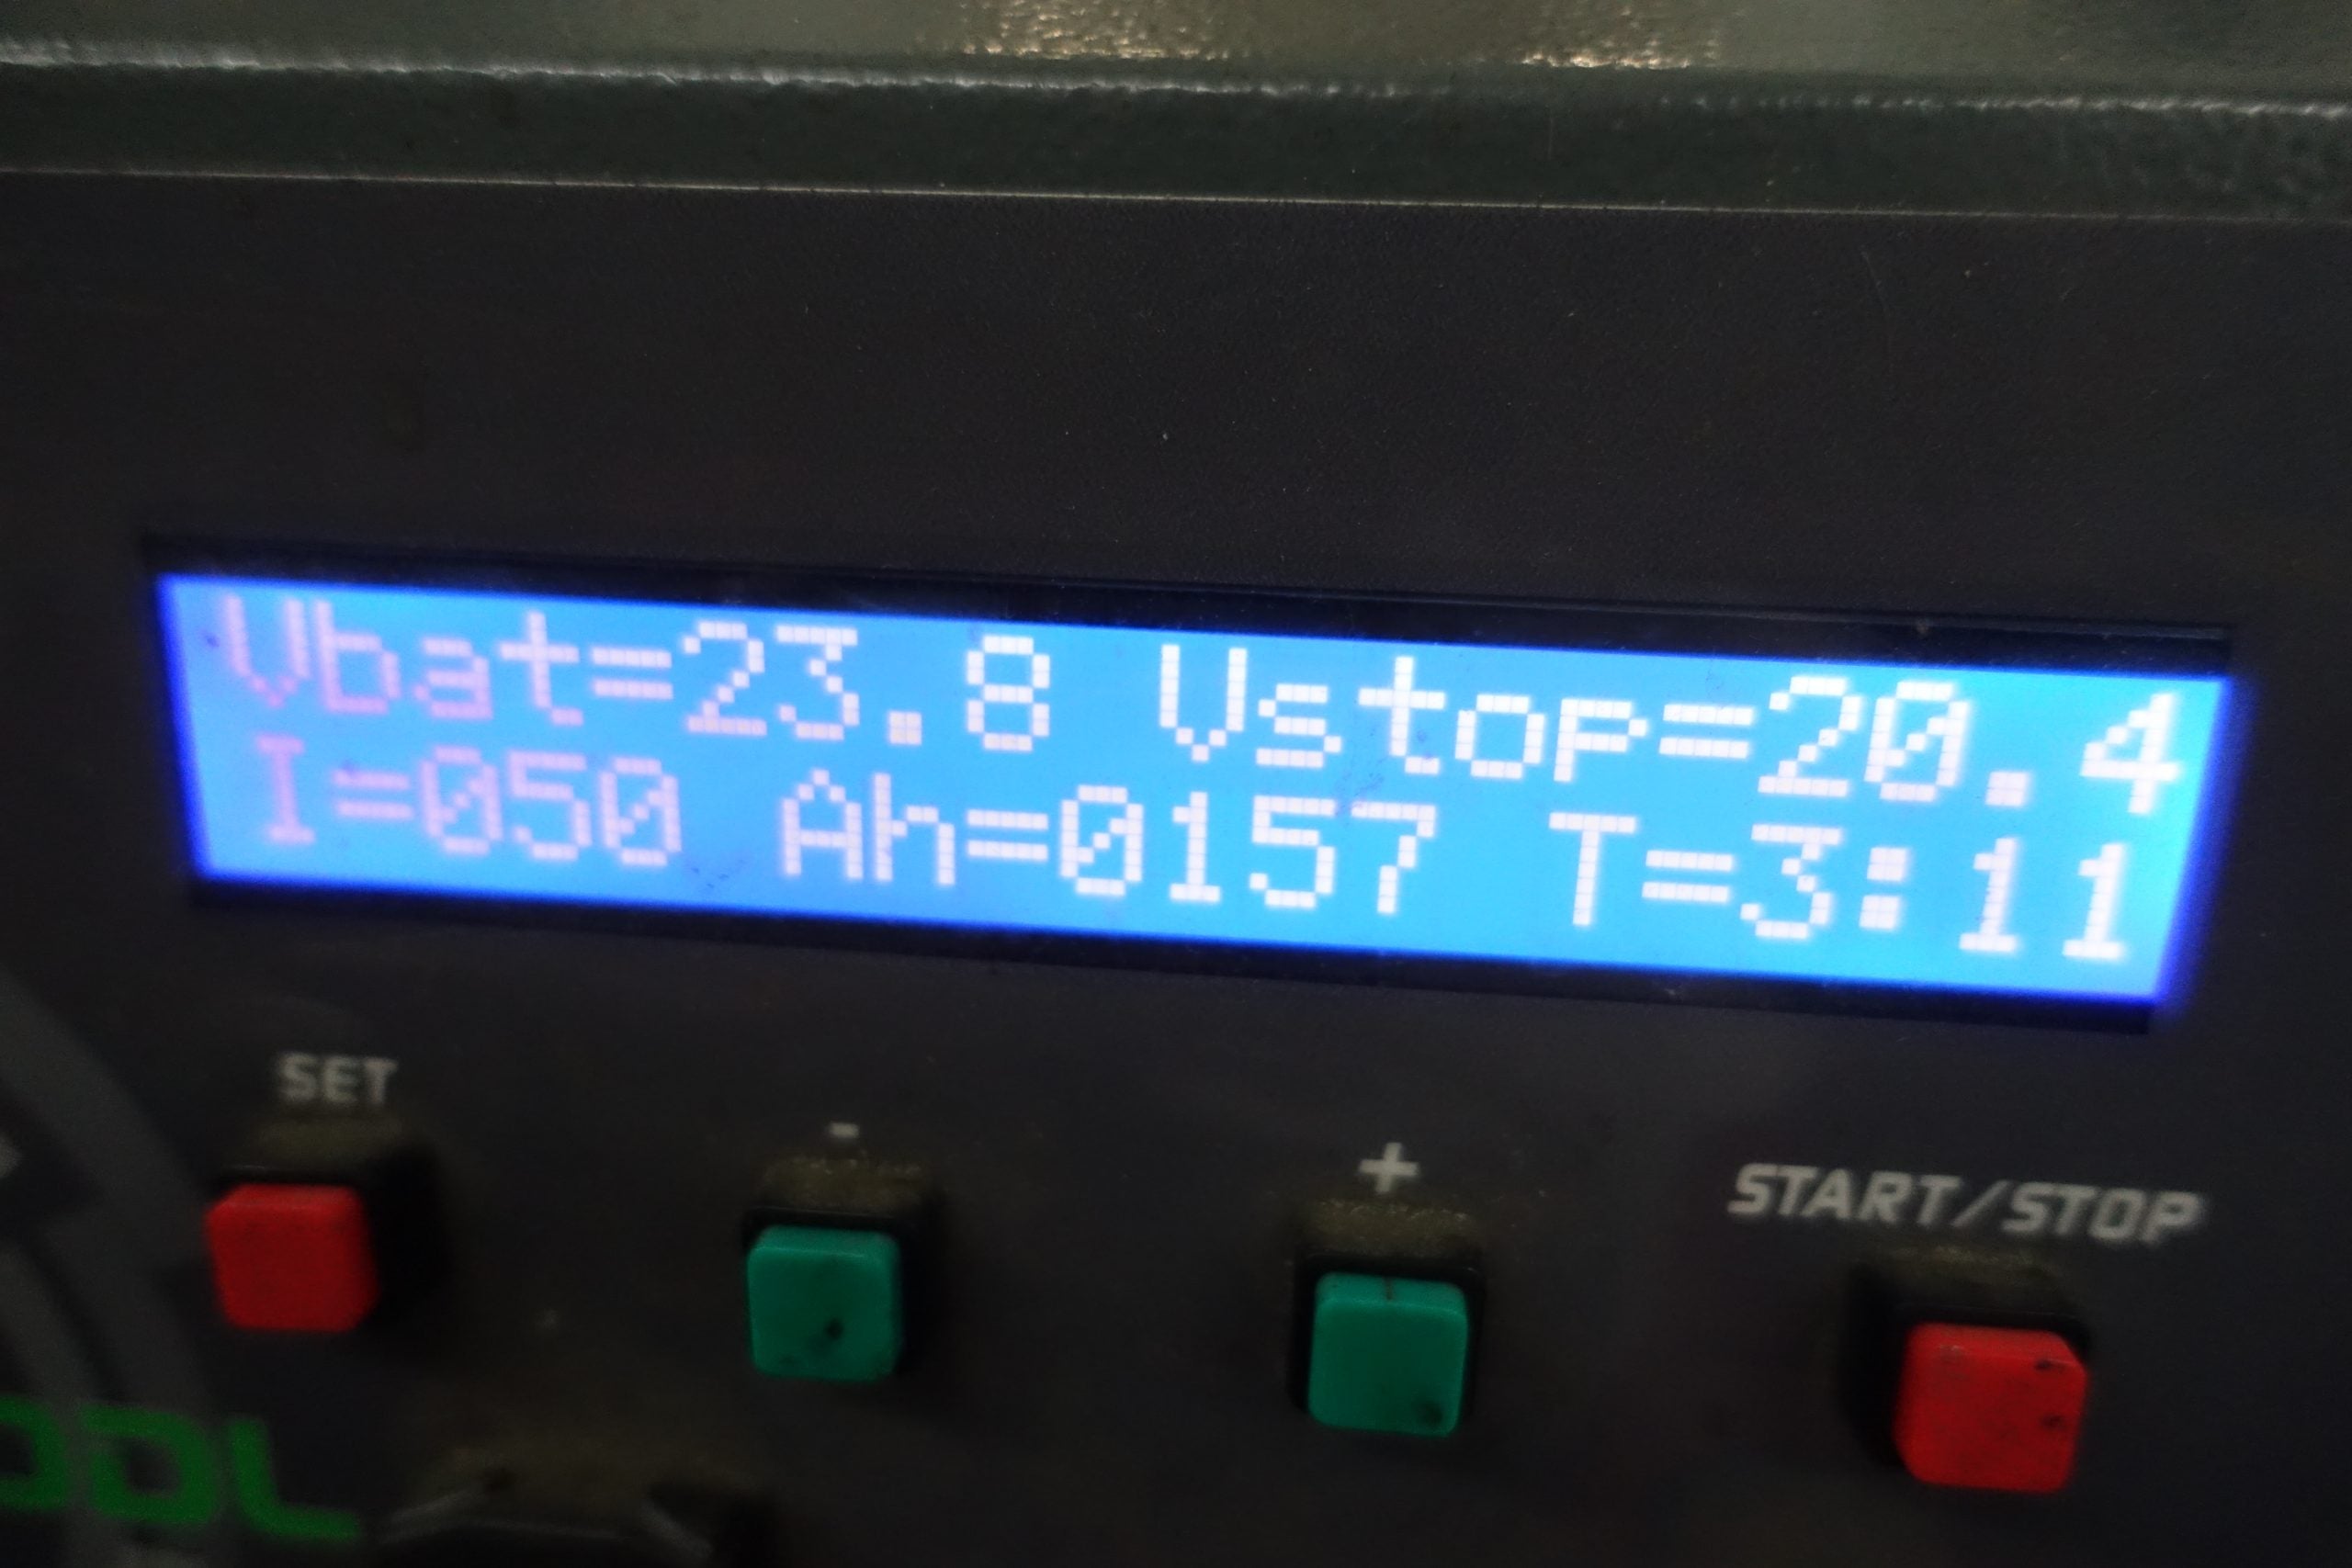 Vbat=23.8 Vstop=20.4
I=050 Ah=0157 T=3:11
SET - + START/STOP